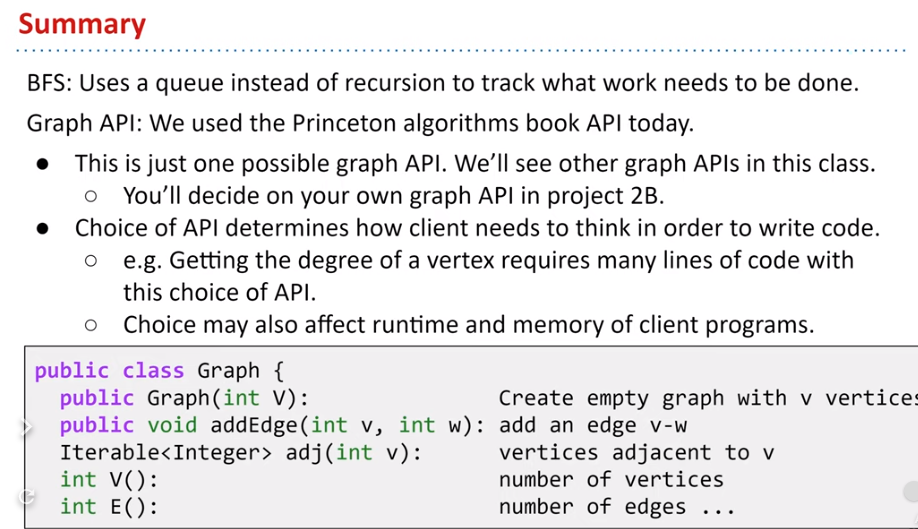 Summary
BFS: Uses a queue instead of recursion to track what work needs to be done.
Graph API: We used the Princeton algorithms book API today.
● This is just one possible graph API. We'll see other graph APIs in this class.
○ You'll decide on your own graph API in project 2B.
● Choice of API determines how client needs to think in order to write code.
○ e.g. Getting the degree of a vertex requires many lines of code with
this choice of API.
○ Choice may also affect runtime and memory of client programs.
public class Graph {
public Graph(int V): Create empty graph with v vertices
public void addEdge(int v, int w): add an edge v-w
Iterable<Integer> adj(int v): vertices adjacent to v
int V(): number of vertices
int E(): number of edges ...